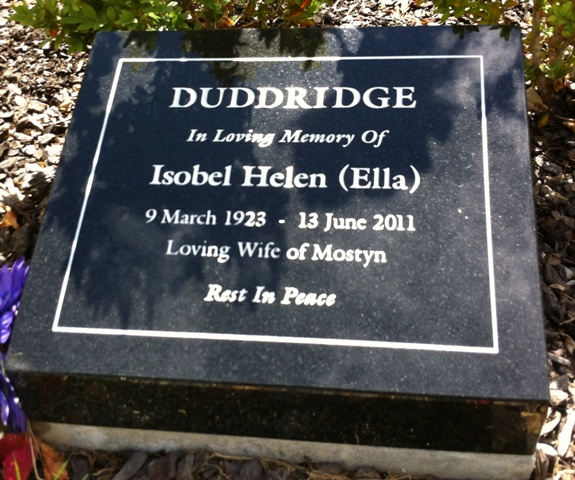 DUDDRIDGE
In Loving Memory Of
Isobel Helen (Ella)
9 March 1923 - 13 June 2011
Loving Wife of Mostyn
Rest In Peace